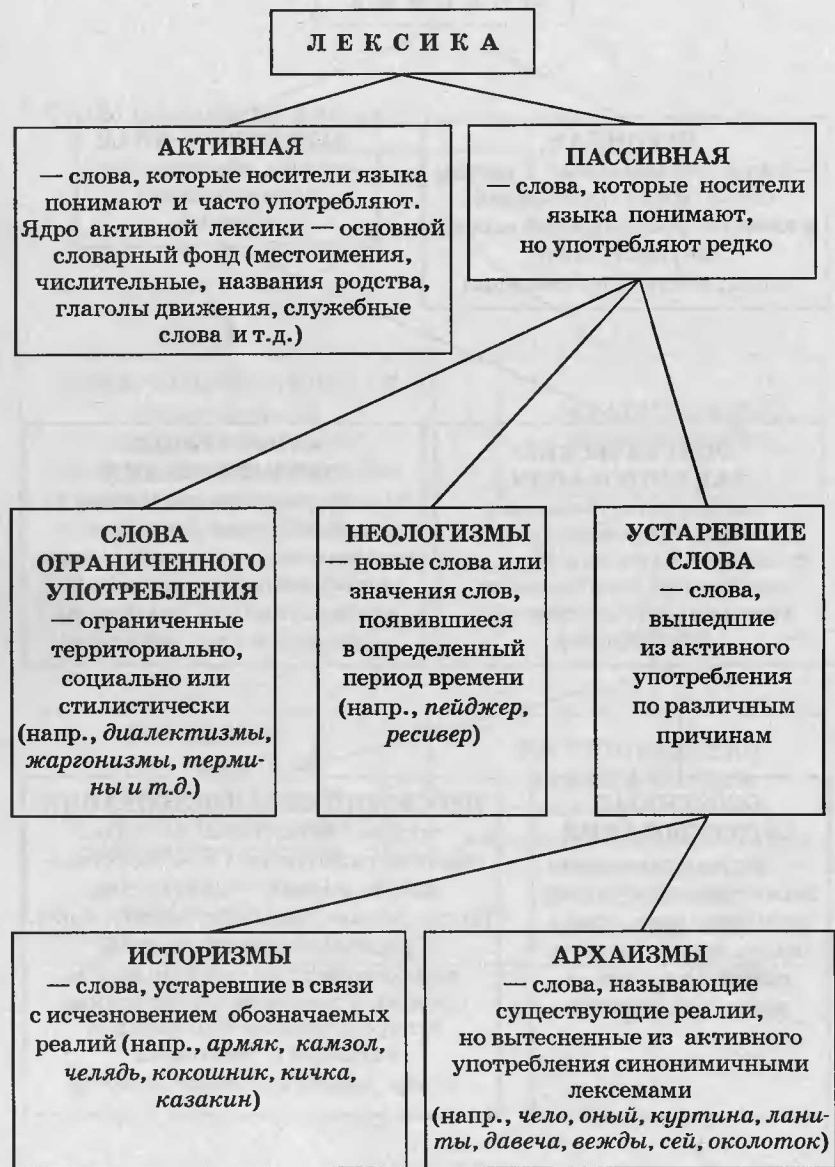 ЛЕКСИКА
АКТИВНАЯ
— слова, которые носители языка
понимают и часто употребляют.
Ядро активной лексики — основной
словарный фонд (местоимения,
числительные, названия родства,
глаголы движения, служебные
слова и т.д.)
ПАССИВНАЯ
— слова, которые носители
языка понимают,
но употребляют редко
СЛОВА
ОГРАНИЧЕННОГО
УПОТРЕБЛЕНИЯ
— ограниченные
территориально,
социально или
стилистически
(напр., диалектизмы,
жаргонизмы, терми-
ны и т.д.)
НЕОЛОГИЗМЫ
— новые слова или
значения слов,
появившиеся
в определенный
период времени
(напр., пейджер,
ресивер)
УСТАРЕВШИЕ
СЛОВА
— слова,
вышедшие
из активного
употребления
по различным
причинам
ИСТОРИЗМЫ
— слова, устаревшие в связи
с исчезновением обозначаемых
реалий (напр., армяк, камзол,
челядь, кокошник, кичка,
казакин)
АРХАИЗМЫ
— слова, называющие
существующие реалии,
но вытесненные из активного
употребления синонимичными
лексемами
(напр., чело, оный, куртина, лани-
ты, давеча, вежды, сей, околоток)